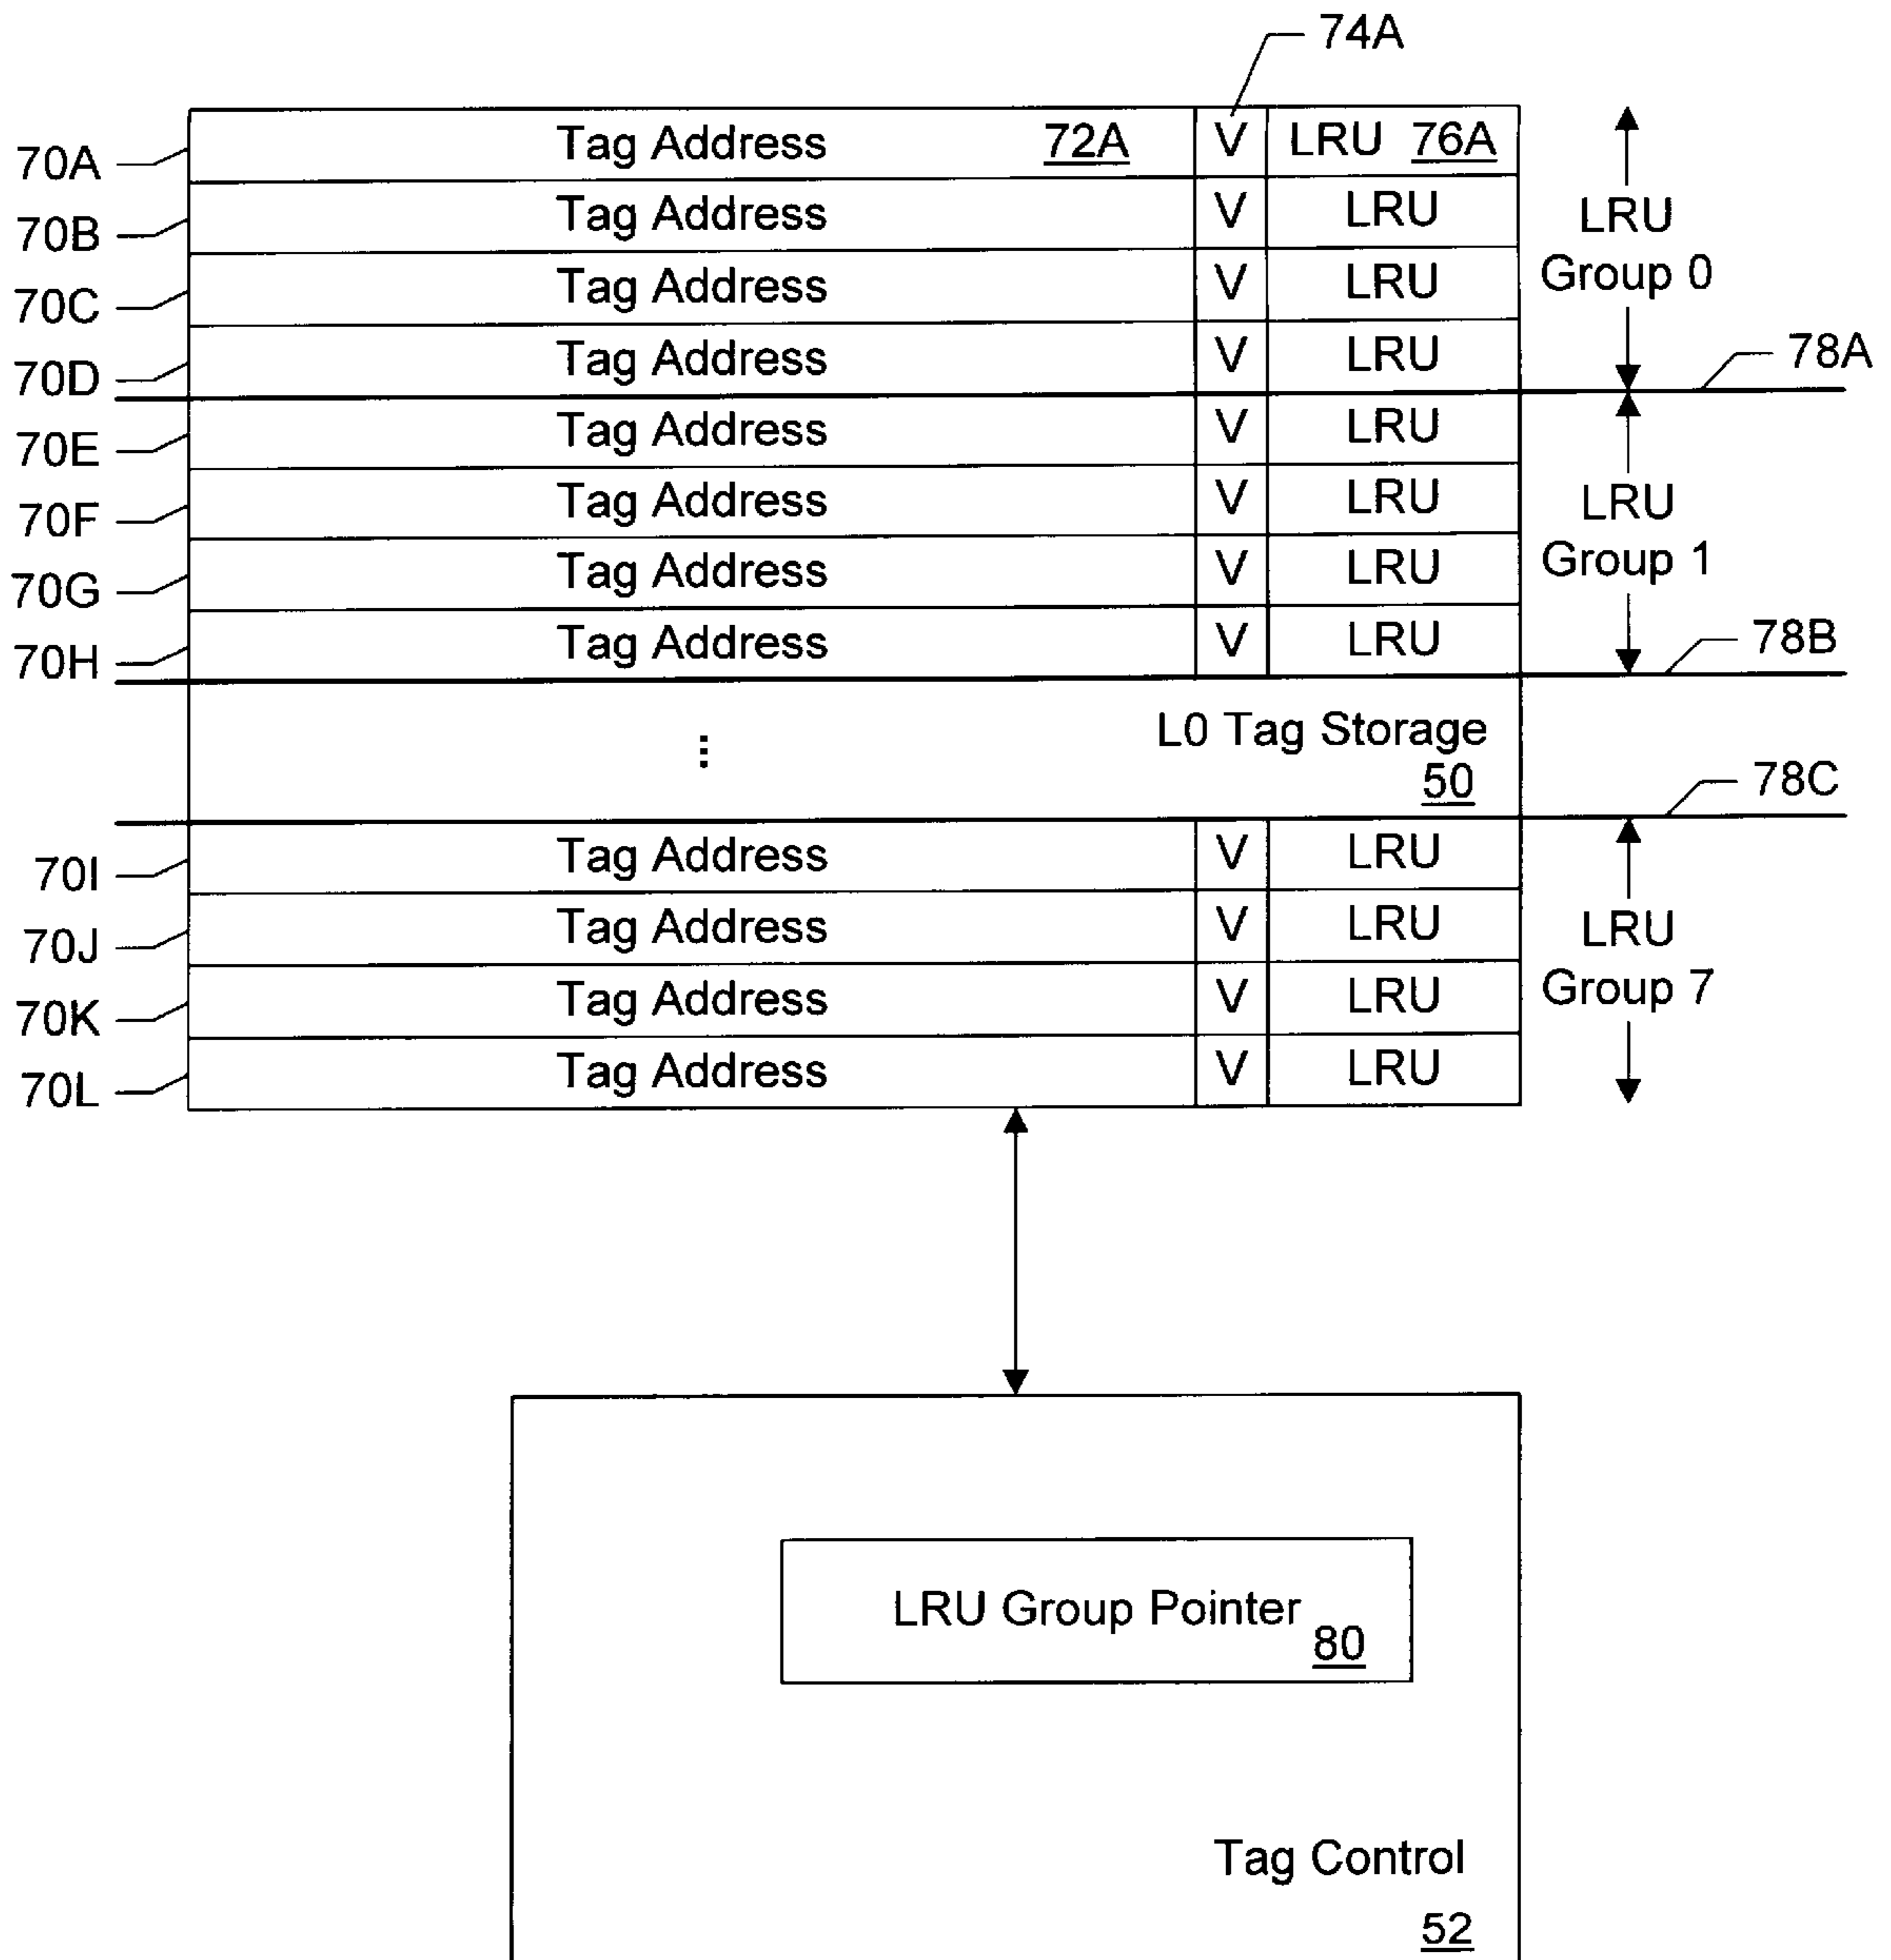 74A
70A Tag Address 72A V LRU 76A
70B Tag Address V LRU
LRU
Group 0
70C Tag Address V LRU
70D Tag Address V LRU
78A
70E Tag Address V LRU
70F Tag Address V LRU
LRU
Group 1
70G Tag Address V LRU
70H Tag Address V LRU
78B
⋮
L0 Tag Storage
50
78C
70I Tag Address V LRU
70J Tag Address V LRU
LRU
Group 7
70K Tag Address V LRU
70L Tag Address V LRU
LRU Group Pointer
80
Tag Control
52